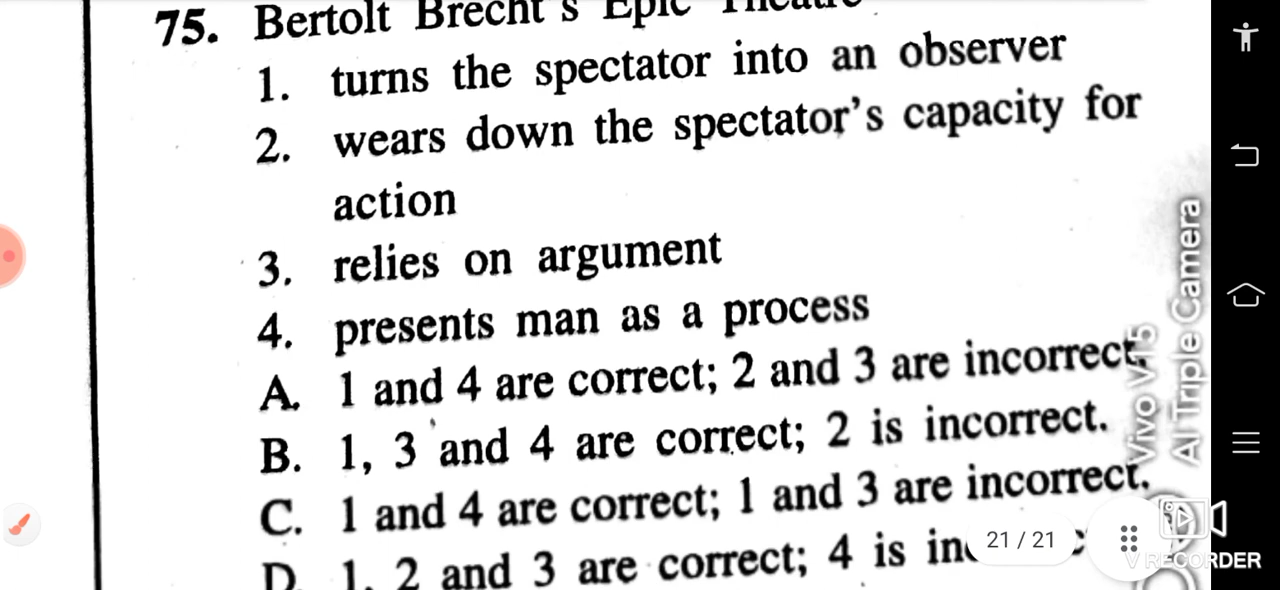 75. Bertolt Brecht's Epic Theatre
1. turns the spectator into an observer
2. wears down the spectator's capacity for
action
3. relies on argument
4. presents man as a process
A. 1 and 4 are correct; 2 and 3 are incorrect.
B. 1, 3 and 4 are correct; 2 is incorrect.
C. 1 and 4 are correct; 1 and 3 are incorrect.
D. 1, 2 and 3 are correct; 4 is
21 / 21
Vivo V15
AI Triple Camera
V RECORDER